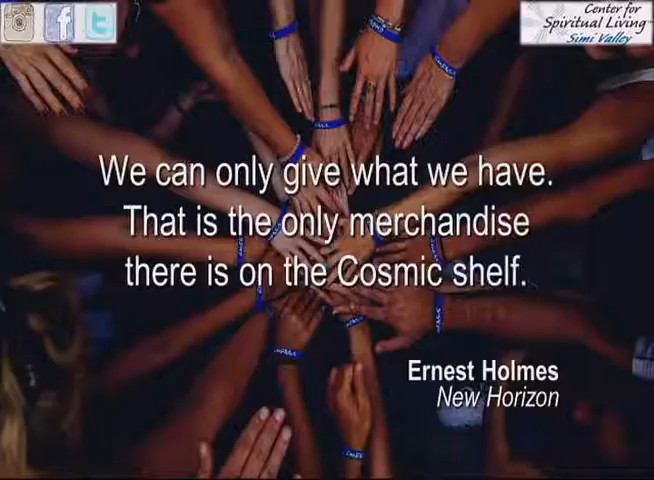 Center for
Spiritual Living
Simi Valley
We can only give what we have.
That is the only merchandise
there is on the Cosmic shelf.
Ernest Holmes
New Horizon